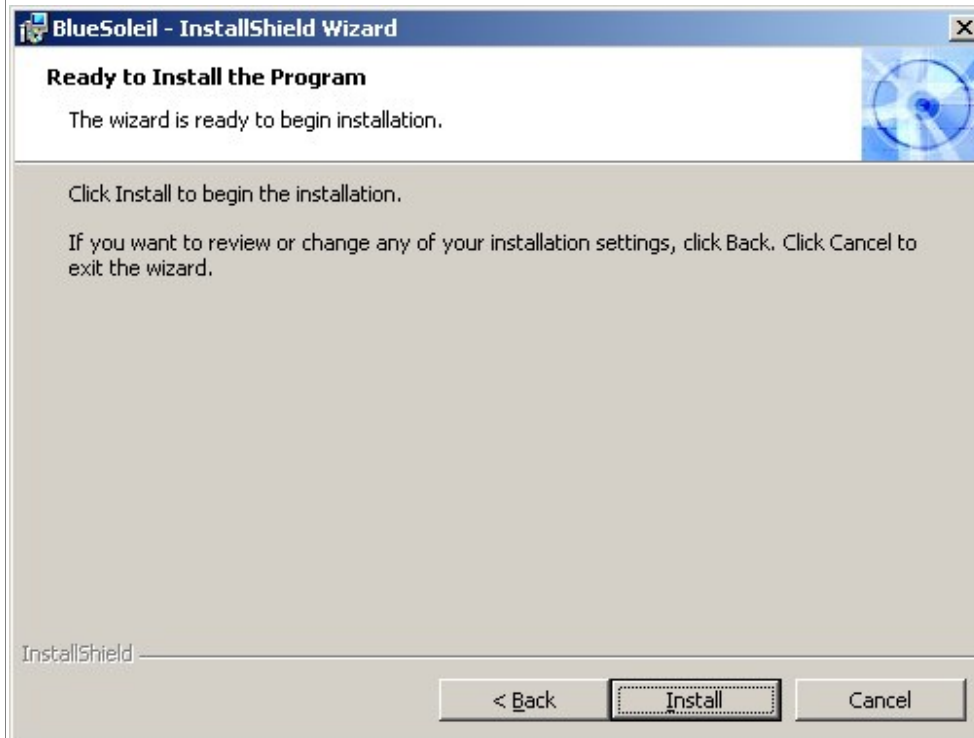 BlueSoleil - InstallShield Wizard
Ready to Install the Program
The wizard is ready to begin installation.
Click Install to begin the installation.
If you want to review or change any of your installation settings, click Back. Click Cancel to
exit the wizard.
InstallShield
< Back
Install
Cancel